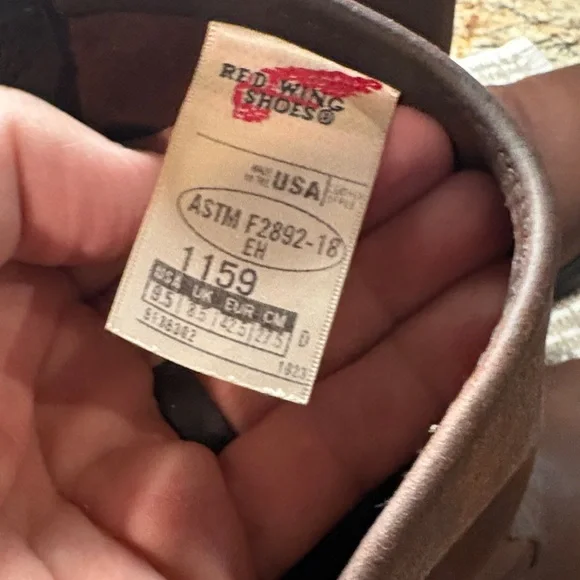 RED WING
SHOES®
MADE IN THE USA
ASTM F2892-18
EH
1159
USA UK EUR CM
9.5 8.5 42.5 27.5 D
1823